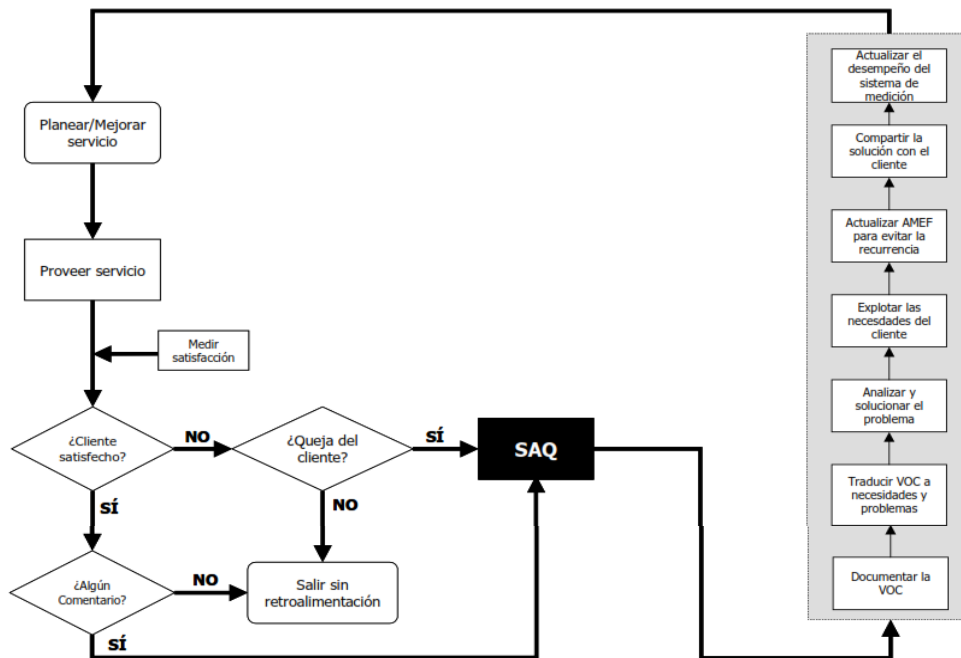 Planear/Mejorar
servicio
Proveer servicio
Medir
satisfacción
¿Cliente
satisfecho?
NO
¿Queja del
cliente?
SÍ
SAQ
SÍ
NO
¿Algún
Comentario?
NO
Salir sin
retroalimentación
SÍ
Actualizar el
desempeño del
sistema de
medición
Compartir la
solución con el
cliente
Actualizar AMEF
para evitar la
recurrencia
Explotar las
necesdades del
cliente
Analizar y
solucionar el
problema
Traducir VOC a
necesidades y
problemas
Documentar la
VOC